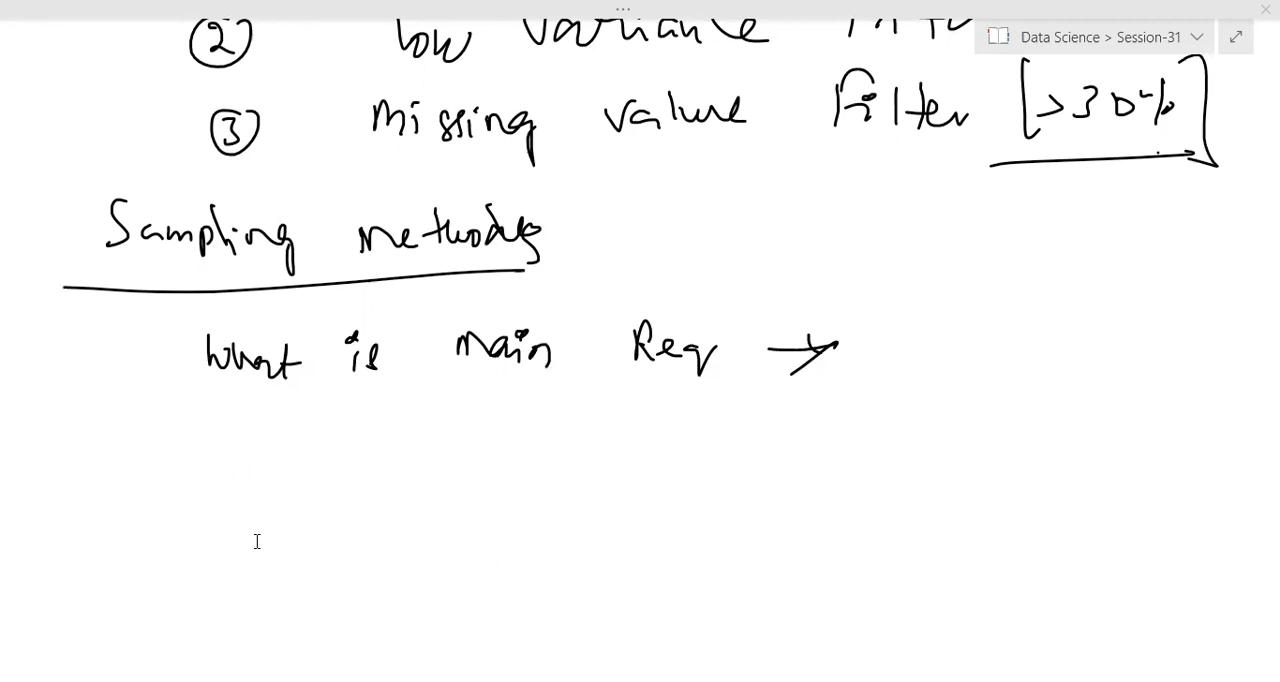 ② low variance
Data Science > Session-31
③ missing value Filter [>30%]
Sampling methods
what is main Req →